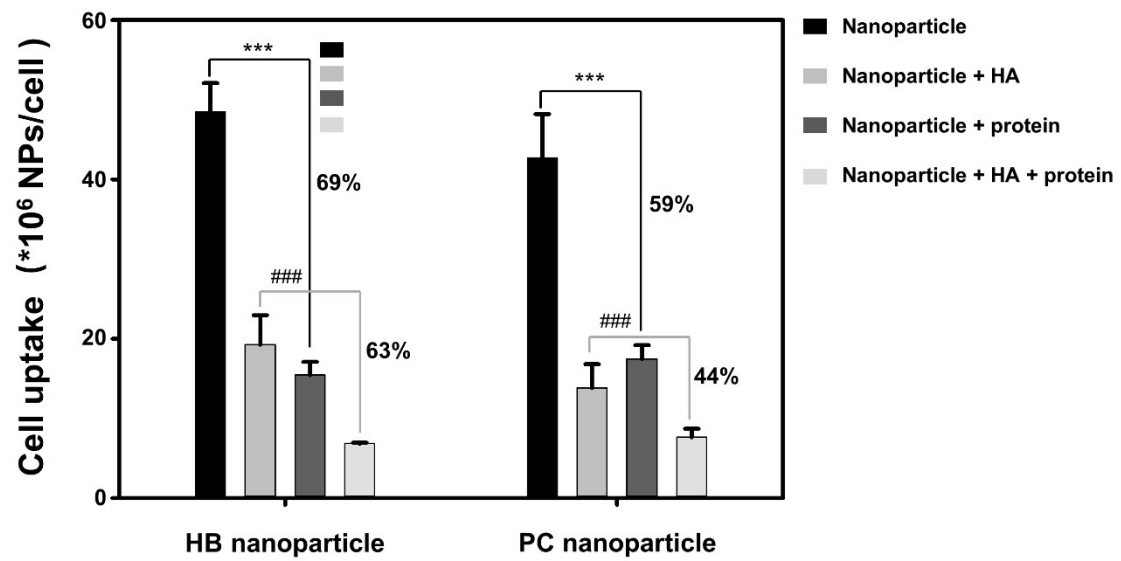 60
40
20
0
Cell uptake (*10⁶ NPs/cell)
***
69%
###
63%
***
59%
###
44%
HB nanoparticle
PC nanoparticle
Nanoparticle
Nanoparticle + HA
Nanoparticle + protein
Nanoparticle + HA + protein